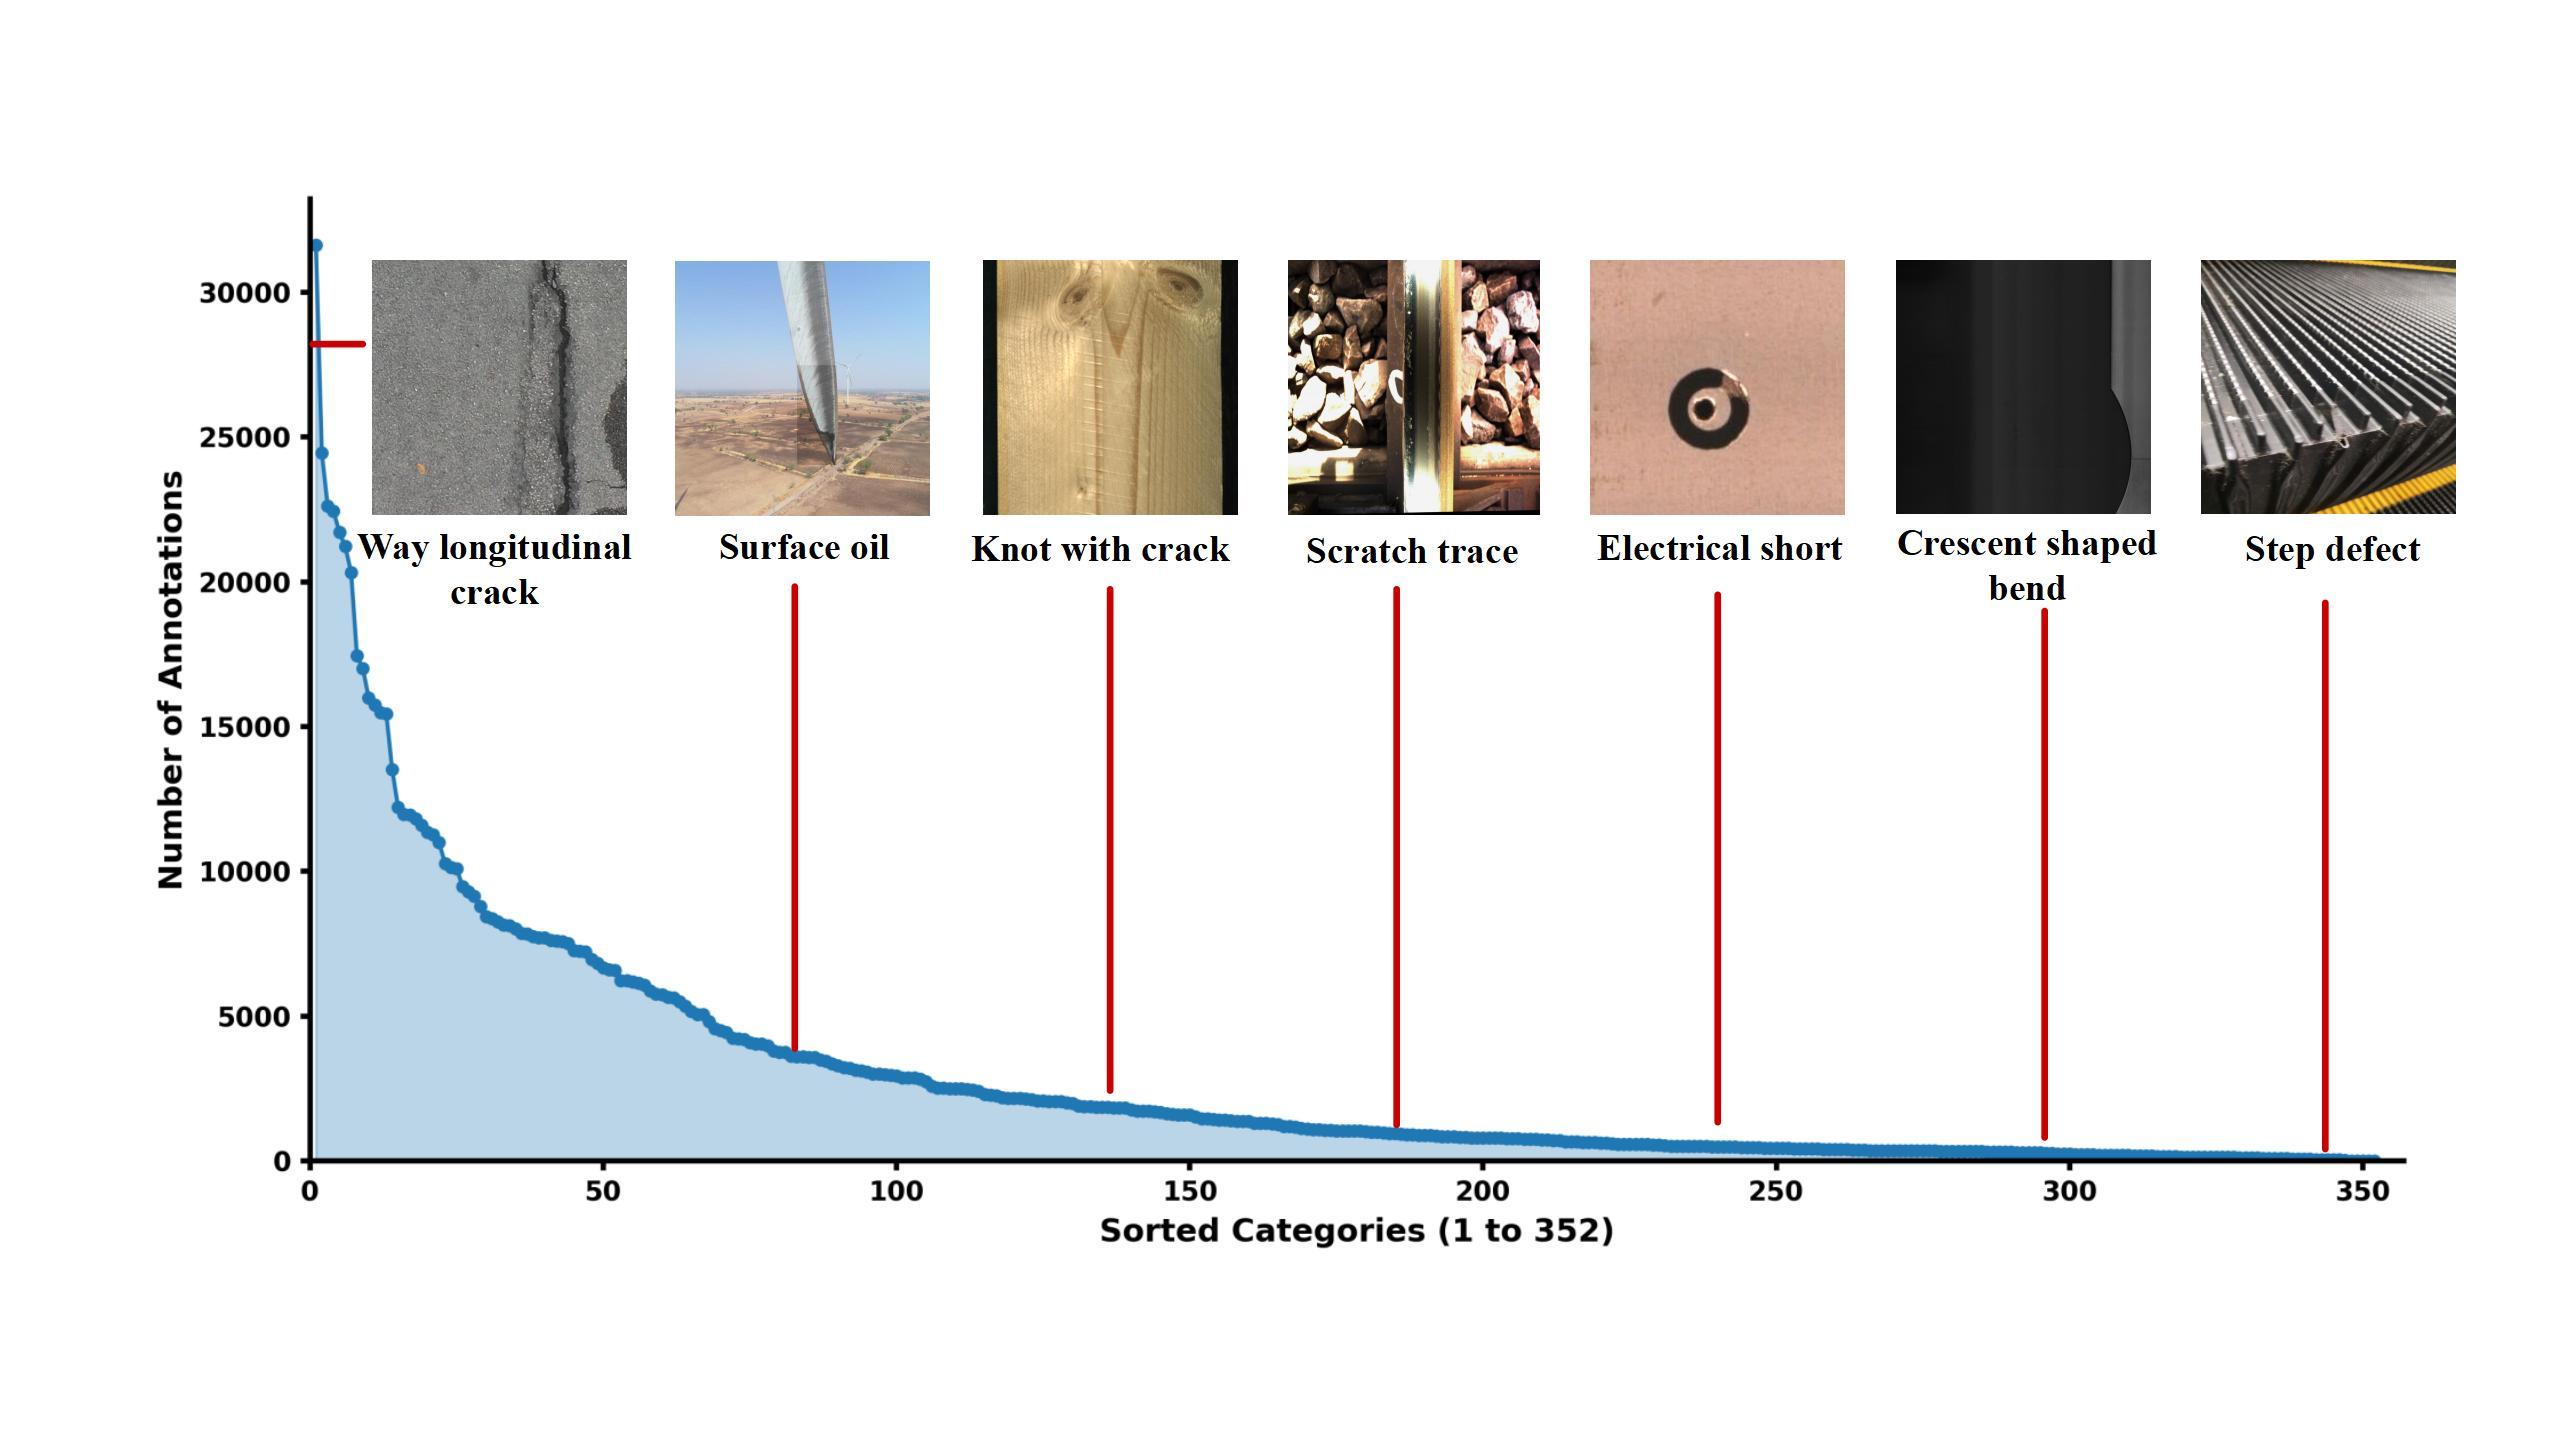 30000
25000
20000
15000
10000
5000
0
Number of Annotations
Way longitudinal
crack
Surface oil
Knot with crack
Scratch trace
Electrical short
Crescent shaped
bend
Step defect
0 50 100 150 200 250 300 350
Sorted Categories (1 to 352)